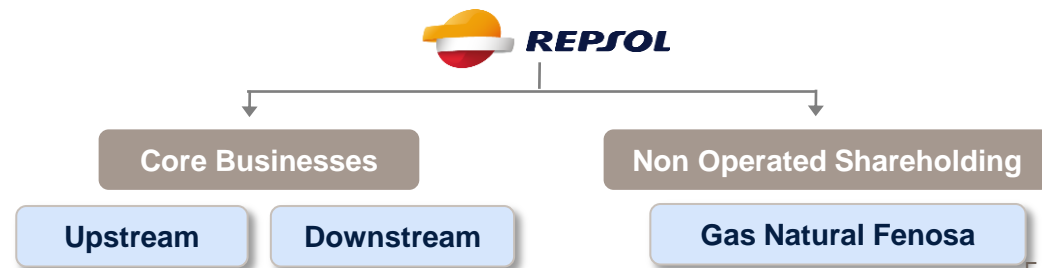 REPSOL
Core Businesses
Non Operated Shareholding
Upstream
Downstream
Gas Natural Fenosa